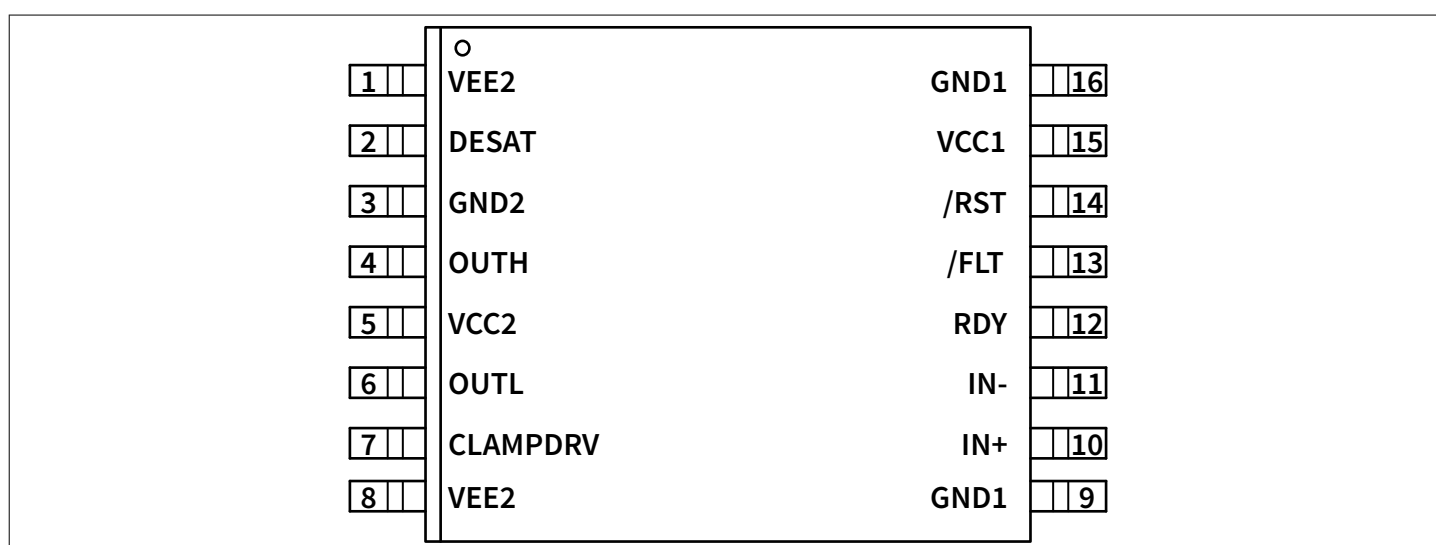 1 VEE2 GND1 16
2 DESAT VCC1 15
3 GND2 /RST 14
4 OUTH /FLT 13
5 VCC2 RDY 12
6 OUTL IN- 11
7 CLAMPDRV IN+ 10
8 VEE2 GND1 9